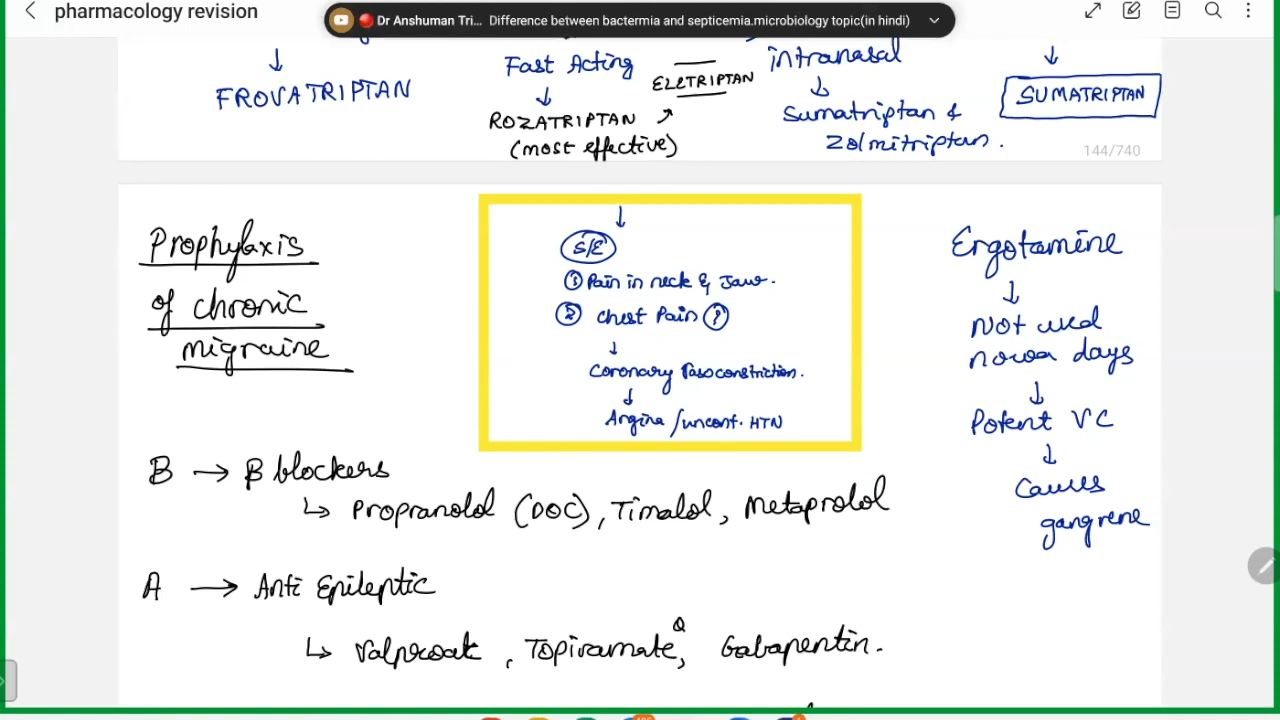 pharmacology revision
Dr Anshuman Tri... Difference between bactermia and septicemia.microbiology topic(in hindi)
FROVATRIPTAN
Fast Acting
ROZATRIPTAN
(most effective)
ELETRIPTAN
intranasal
Sumatriptan &
Zolmitriptan.
SUMATRIPTAN
144/740
Prophylaxis
of chronic
migraine
S/E
① Pain in neck & Jaw.
② Chest Pain ?
Coronary Vasoconstriction.
Angina /uncont. HTN
Ergotamine
Not used
nowa days
Potent VC
Causes
gangrene
B → β blockers
Propranolol (DOC), Timalol, Metaprolol
A → Anti Epileptic
Valproate, Topiramate, Gabapentin.